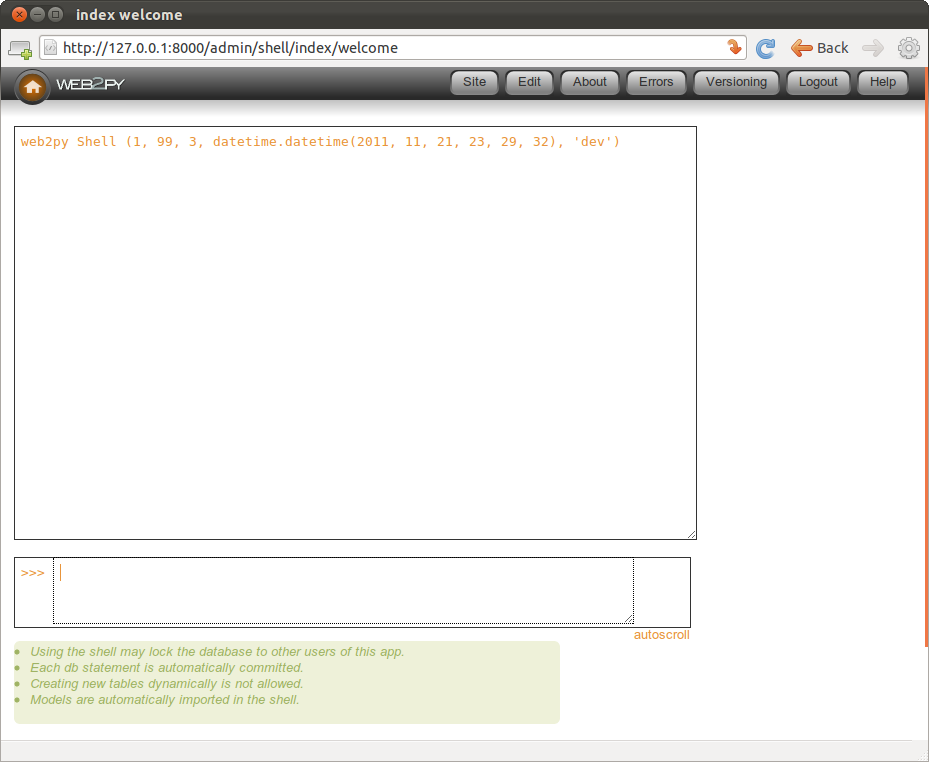 index welcome
http://127.0.0.1:8000/admin/shell/index/welcome
Back
WEB2PY
Site Edit About Errors Versioning Logout Help
web2py Shell (1, 99, 3, datetime.datetime(2011, 11, 21, 23, 29, 32), 'dev')
>>>
autoscroll
Using the shell may lock the database to other users of this app.
Each db statement is automatically committed.
Creating new tables dynamically is not allowed.
Models are automatically imported in the shell.